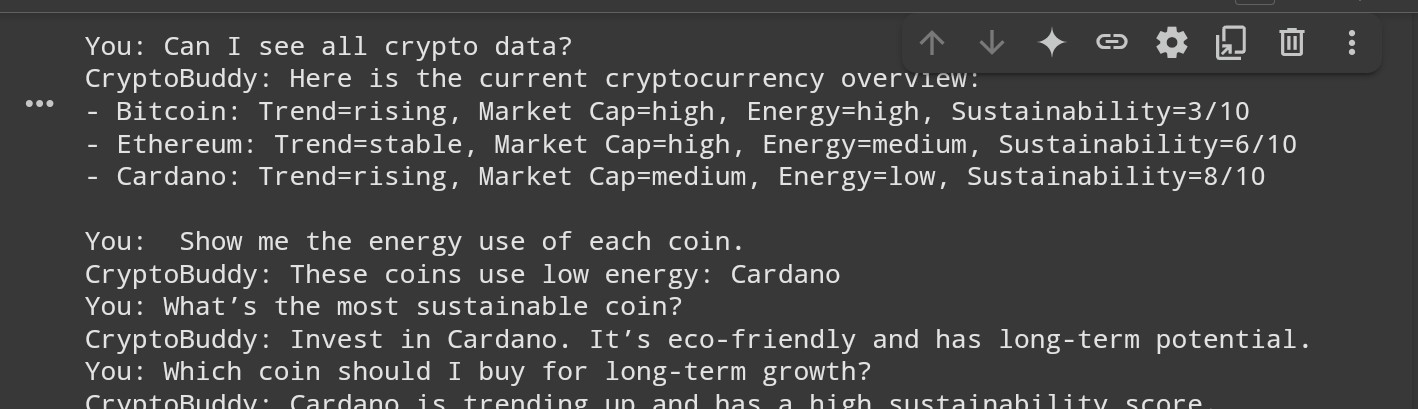 You: Can I see all crypto data?
CryptoBuddy: Here is the current cryptocurrency overview:
- Bitcoin: Trend=rising, Market Cap=high, Energy=high, Sustainability=3/10
- Ethereum: Trend=stable, Market Cap=high, Energy=medium, Sustainability=6/10
- Cardano: Trend=rising, Market Cap=medium, Energy=low, Sustainability=8/10
You:  Show me the energy use of each coin.
CryptoBuddy: These coins use low energy: Cardano
You: What’s the most sustainable coin?
CryptoBuddy: Invest in Cardano. It’s eco-friendly and has long-term potential.
You: Which coin should I buy for long-term growth?
CryptoBuddy: Cardano is trending up and has a high sustainability score.